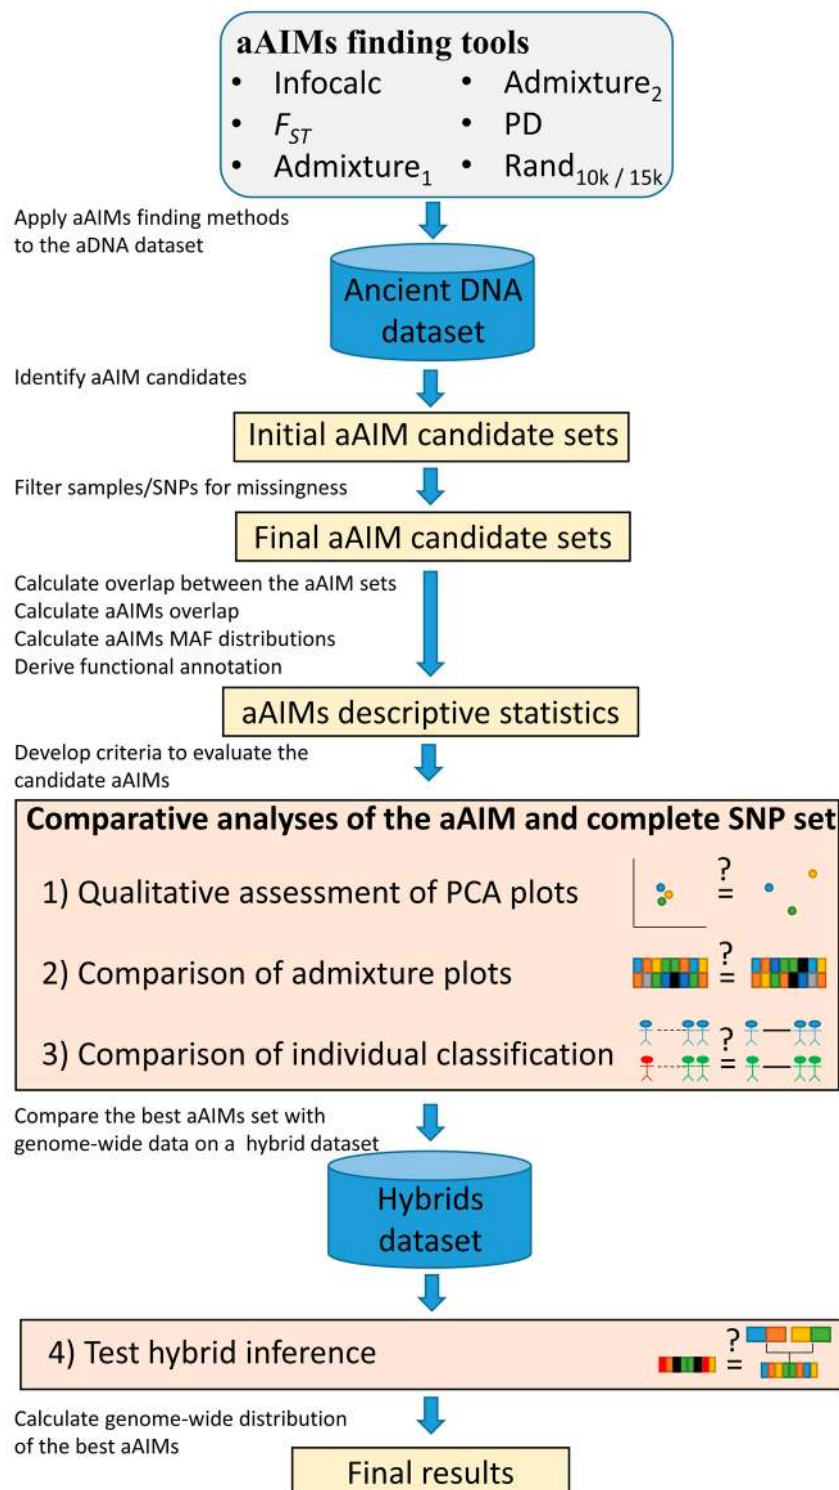 aAIMs finding tools
• Infocalc
• Admixture₂
• F_ST
• PD
• Admixture₁
• Rand₁₀ₖ / ₁₅ₖ
Apply aAIMs finding methods
to the aDNA dataset
Ancient DNA
dataset
Identify aAIM candidates
Initial aAIM candidate sets
Filter samples/SNPs for missingness
Final aAIM candidate sets
Calculate overlap between the aAIM sets
Calculate aAIMs overlap
Calculate aAIMs MAF distributions
Derive functional annotation
aAIMs descriptive statistics
Develop criteria to evaluate the
candidate aAIMs
Comparative analyses of the aAIM and complete SNP set
1) Qualitative assessment of PCA plots
?
=
2) Comparison of admixture plots
?
=
3) Comparison of individual classification
?
=
Compare the best aAIMs set with
genome-wide data on a hybrid dataset
Hybrids
dataset
4) Test hybrid inference
?
=
Calculate genome-wide distribution
of the best aAIMs
Final results